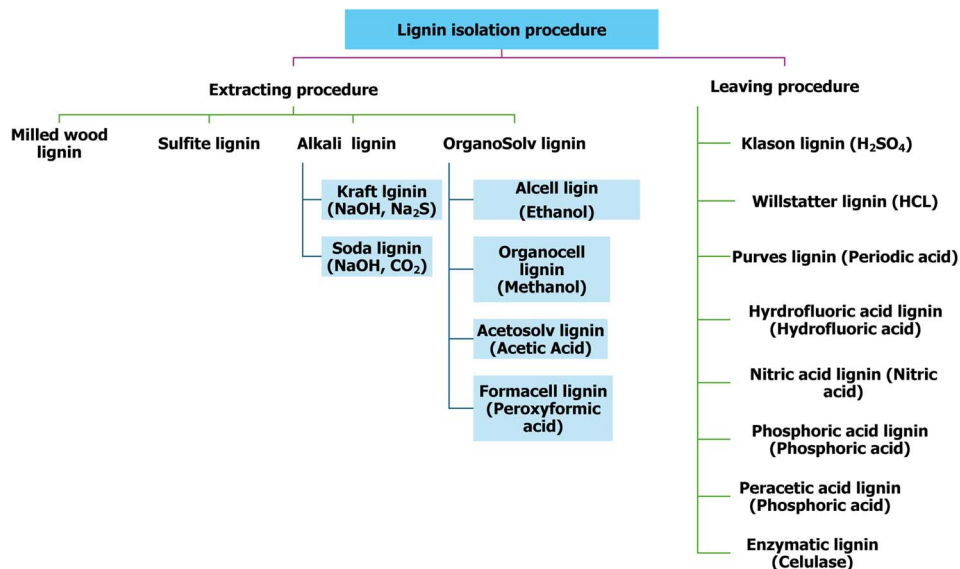 Lignin isolation procedure
Extracting procedure
Leaving procedure
Milled wood
lignin
Sulfite lignin
Alkali lignin
OrganoSolv lignin
Kraft lginin
(NaOH, Na₂S)
Soda lignin
(NaOH, CO₂)
Alcell ligin
(Ethanol)
Organocell
lignin
(Methanol)
Acetosolv lignin
(Acetic Acid)
Formacell lignin
(Peroxyformic
acid)
Klason lignin (H₂SO₄)
Willstatter lignin (HCL)
Purves lignin (Periodic acid)
Hyrdrofluoric acid lignin
(Hydrofluoric acid)
Nitric acid lignin (Nitric
acid)
Phosphoric acid lignin
(Phosphoric acid)
Peracetic acid lignin
(Phosphoric acid)
Enzymatic lignin
(Celulase)